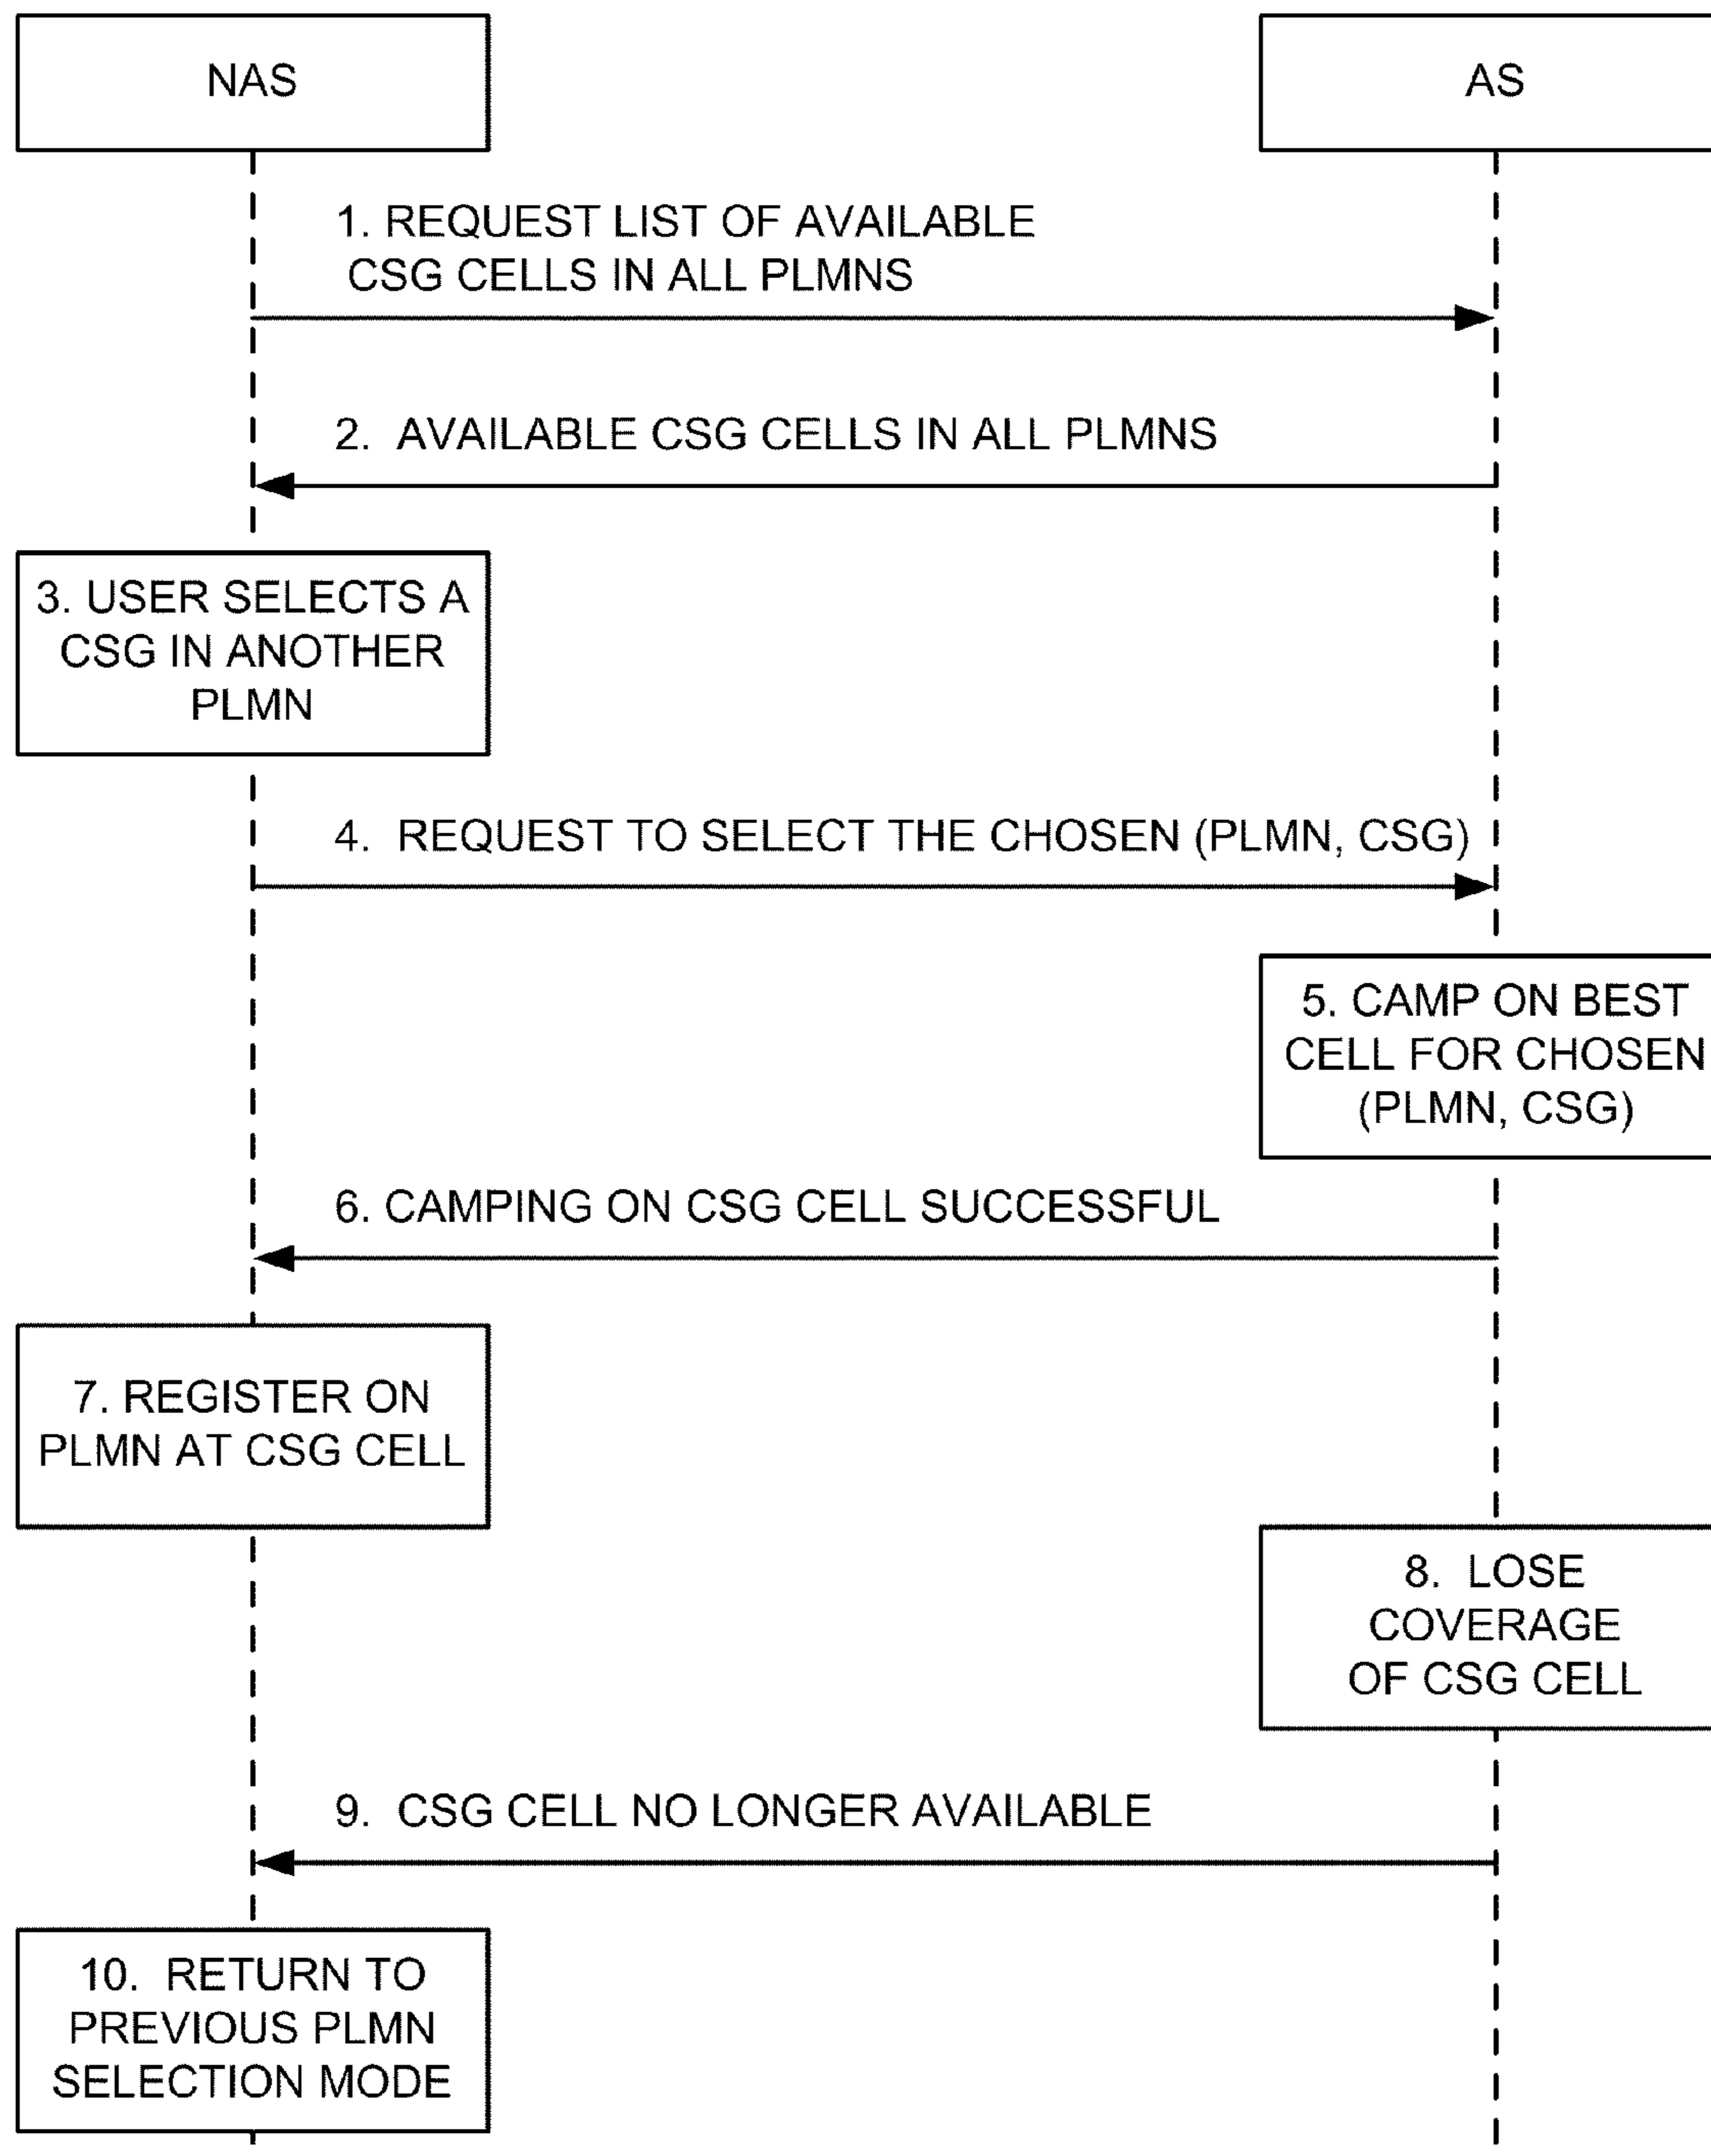 NAS
AS
1. REQUEST LIST OF AVAILABLE
CSG CELLS IN ALL PLMNS
2. AVAILABLE CSG CELLS IN ALL PLMNS
3. USER SELECTS A
CSG IN ANOTHER
PLMN
4. REQUEST TO SELECT THE CHOSEN (PLMN, CSG)
5. CAMP ON BEST
CELL FOR CHOSEN
(PLMN, CSG)
6. CAMPING ON CSG CELL SUCCESSFUL
7. REGISTER ON
PLMN AT CSG CELL
8. LOSE
COVERAGE
OF CSG CELL
9. CSG CELL NO LONGER AVAILABLE
10. RETURN TO
PREVIOUS PLMN
SELECTION MODE